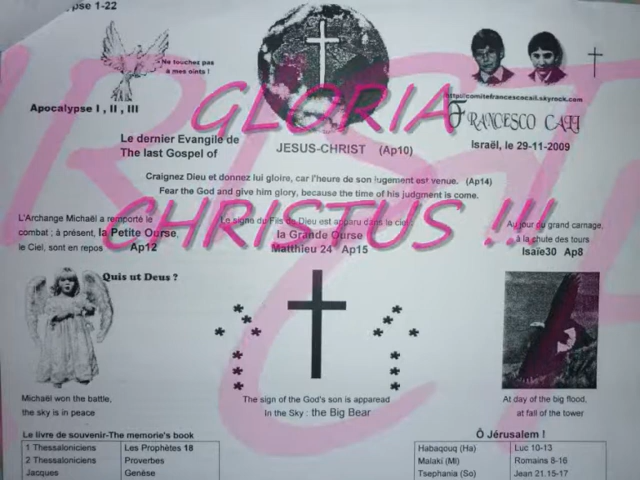 pse 1-22
Ne touchez pas
à mes oints !
http//comitefrancescocaii.skyrock.com
Apocalypse I , II , III
GLORIA
FRANCESCO CAII
Le dernier Evangile de
The last Gospel of
JESUS-CHRIST (Ap10)
Israël, le 29-11-2009
Craignez Dieu et donnez lui gloire, car l'heure de son jugement est venue. (Ap14)
Fear the God and give him glory, because the time of his judgment is come.
CHRISTUS !!!
L'Archange Michaël a remporté le
combat ; à présent, la Petite Ourse,
le Ciel, sont en repos Ap12
Le signe du Fils de Dieu est apparu dans le ciel
la Grande Ourse
Matthieu 24 Ap15
Au jour du grand carnage,
à la chute des tours
Isaïe30 Ap8
Quis ut Deus ?
Michaël won the battle,
the sky is in peace
The sign of the God's son is apparead
In the Sky : the Big Bear
At day of the big flood,
at fall of the tower
Le livre de souvenir-The memorie's book
1 Thessaloniciens Les Prophètes 18
2 Thessaloniciens Proverbes
Jacques Genèse
Ô Jérusalem !
Habaqouq (Ha) Luc 10-13
Malaki (Ml) Romains 8-16
Tsephania (So) Jean 21.15-17